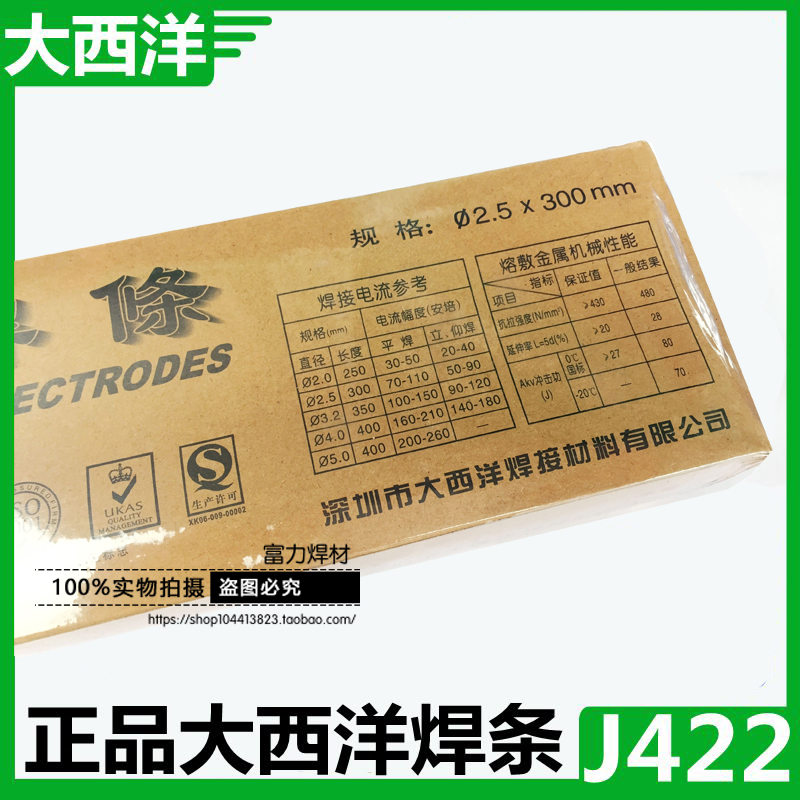 大西洋
规格: Ø2.5 x 300mm
條
ECTRODES
焊接电流参考
规格(mm) 电流幅度(安倍)
直径 长度 平焊 立、仰焊
Ø2.0 250 30-50 20-40
Ø2.5 300 70-110 50-90
Ø3.2 350 100-150 90-120
Ø4.0 400 160-210 140-180
Ø5.0 400 200-260 —
熔敷金属机械性能
指标 保证值 一般结果
项目
抗拉强度(N/mm²) ≥430 480
延伸率L=5d(%) ≥20 28
Akv冲击功(J) 0℃国标 ≥27 80
-20℃ — 70
深圳市大西洋焊接材料有限公司
UKAS
QUALITY
MANAGEMENT
生产许可
XK06-009-00062
富力焊材
100%实物拍摄 盗图必究
https://shop104413823.taobao.com/
正品大西洋焊条 J422